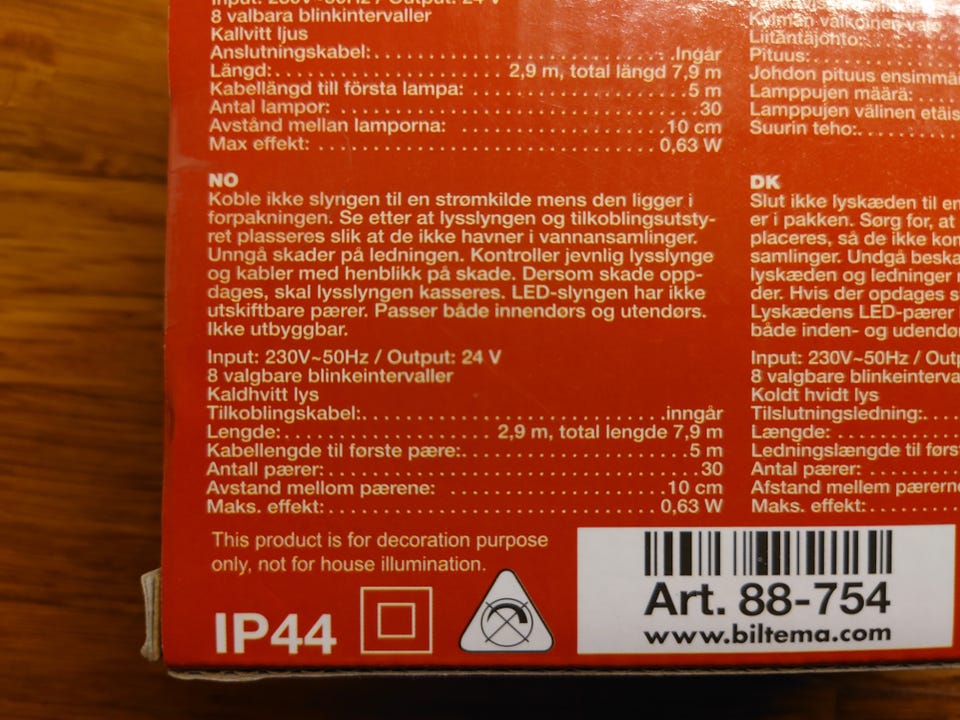 Input: 230V~50Hz / Output: 24 V
8 valbara blinkintervaller
Kallvitt ljus
Anslutningskabel: Ingår
Längd: 2,9 m, total längd 7,9 m
Kabellängd till första lampa: 5 m
Antal lampor: 30
Avstånd mellan lamporna: 10 cm
Max effekt: 0,63 W
NO
Koble ikke slyngen til en strømkilde mens den ligger i
forpakningen. Se etter at lysslyngen og tilkoblingsutsty-
ret plasseres slik at de ikke havner i vannansamlinger.
Unngå skader på ledningen. Kontroller jevnlig lysslynge
og kabler med henblikk på skade. Dersom skade opp-
dages, skal lysslyngen kasseres. LED-slyngen har ikke
utskiftbare pærer. Passer både innendørs og utendørs.
Ikke utbyggbar.
Input: 230V~50Hz / Output: 24 V
8 valgbare blinkeintervaller
Kaldhvitt lys
Tilkoblingskabel: inngår
Lengde: 2,9 m, total lengde 7,9 m
Kabellengde til første pære: 5 m
Antall pærer: 30
Avstand mellom pærene: 10 cm
Maks. effekt: 0,63 W
This product is for decoration purpose
only, not for house illumination.
IP44
Kylmän valkoinen valo
Liitäntäjohto:
Pituus:
Johdon pituus ensimmäi
Lamppujen määrä:
Lamppujen välinen etäis
Suurin teho:
DK
Slut ikke lyskæden til en
er i pakken. Sørg for, at
placeres, så de ikke kom
samlinger. Undgå beska
lyskæden og ledninger
der. Hvis der opdages s
Lyskædens LED-pærer
både inden- og udendør
Input: 230V~50Hz / Outp
8 valgbare blinkinterva
Koldt hvidt lys
Tilslutningsledning:
Længde:
Ledningslængde til først
Antal pærer:
Afstand mellem pærerne
Maks. effekt:
Art. 88-754
www.biltema.com